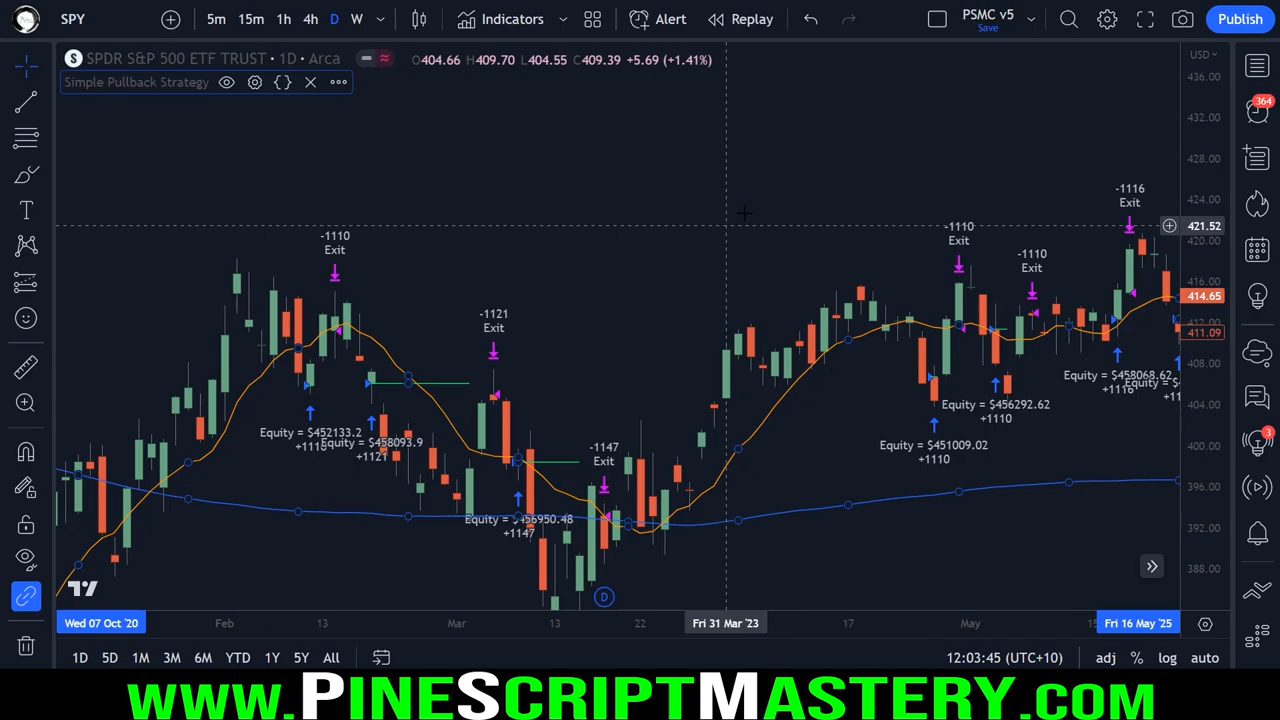 SPY
5m 15m 1h 4h D W
Indicators
Alert
Replay
PSMC v5
Save
Publish
S SPDR S&P 500 ETF TRUST · 1D · Arca
O404.66 H409.70 L404.55 C409.39 +5.69 (+1.41%)
Simple Pullback Strategy
USD
436.00
432.00
428.00
424.00
421.52
420.00
416.00
414.65
412.00
411.09
408.00
404.00
400.00
396.00
392.00
388.00
364
3
-1110
Exit
-1121
Exit
-1147
Exit
-1110
Exit
-1110
Exit
-1116
Exit
Equity = $452133.2
+1110
Equity = $458093.9
+1121
Equity = $456950.48
+1147
Equity = $451009.02
+1110
Equity = $456292.62
+1110
Equity = $458068.62
+1116
D
Wed 07 Oct '20
Feb
13
Mar
13
22
Fri 31 Mar '23
17
May
Fri 16 May '25
1D 5D 1M 3M 6M YTD 1Y 5Y All
12:03:45 (UTC+10)
adj % log auto
www.PineScriptMastery.com